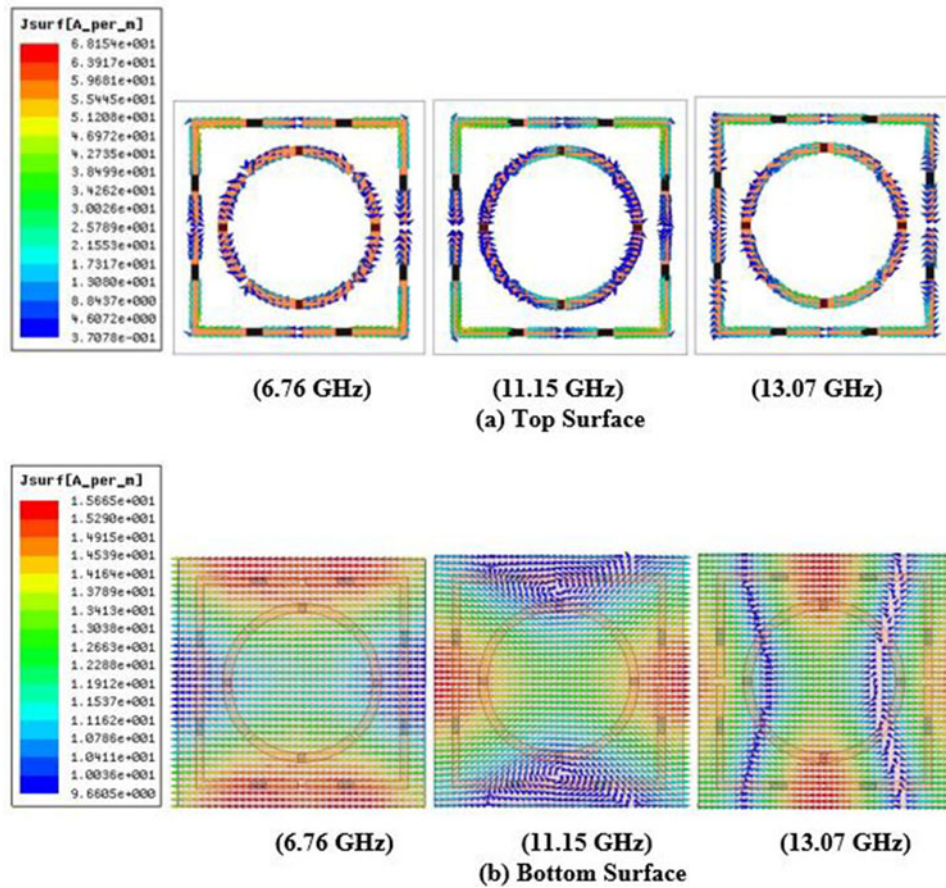 Jsurf[A_per_m]
6.8154e+001
6.3917e+001
5.9681e+001
5.5445e+001
5.1208e+001
4.6972e+001
4.2735e+001
3.8499e+001
3.4262e+001
3.0026e+001
2.5789e+001
2.1553e+001
1.7317e+001
1.3080e+001
8.8437e+000
4.6072e+000
3.7078e-001
(6.76 GHz) (11.15 GHz) (13.07 GHz)
(a) Top Surface
Jsurf[A_per_m]
1.5665e+001
1.5290e+001
1.4915e+001
1.4539e+001
1.4164e+001
1.3789e+001
1.3413e+001
1.3038e+001
1.2663e+001
1.2288e+001
1.1912e+001
1.1537e+001
1.1162e+001
1.0786e+001
1.0411e+001
1.0036e+001
9.6605e+000
(6.76 GHz) (11.15 GHz) (13.07 GHz)
(b) Bottom Surface